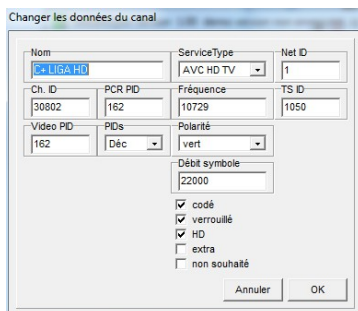 Changer les données du canal
Nom
ServiceType
Net ID
C+ LIGA HD
AVC HD TV
1
Ch. ID
PCR PID
Fréquence
TS ID
30802
162
10729
1050
Video PID
PIDs
Polarité
162
Déc
vert
Débit symbole
22000
codé
verrouillé
HD
extra
non souhaité
Annuler
OK